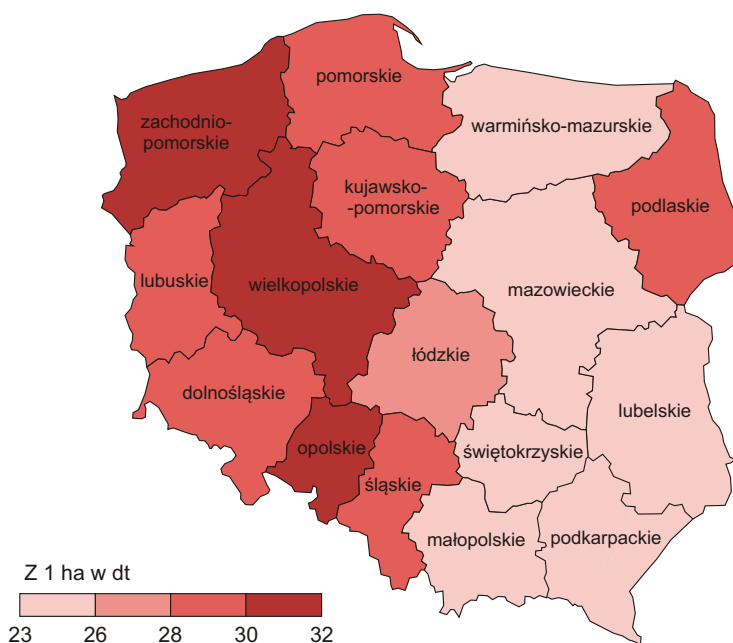 pomorskie
zachodnio-
pomorskie
warmińsko-mazurskie
kujawsko-
-pomorskie
podlaskie
lubuskie
wielkopolskie
mazowieckie
łódzkie
dolnośląskie
lubelskie
opolskie
świętokrzyskie
śląskie
małopolskie
podkarpackie
Z 1 ha w dt
23 26 28 30 32